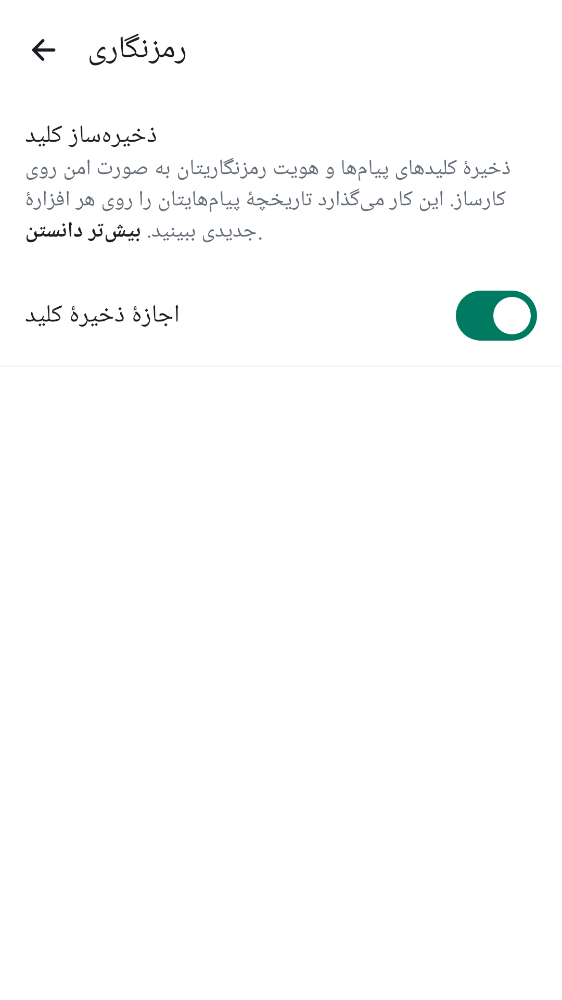 رمزنگاری
ذخیره‌ساز کلید
ذخیرهٔ کلیدهای پیام‌ها و هویت رمزنگاریتان به صورت امن روی
کارساز. این کار می‌گذارد تاریخچهٔ پیام‌هایتان را روی هر افزارهٔ
جدیدی ببینید. بیش‌تر دانستن.
اجازهٔ ذخیرهٔ کلید